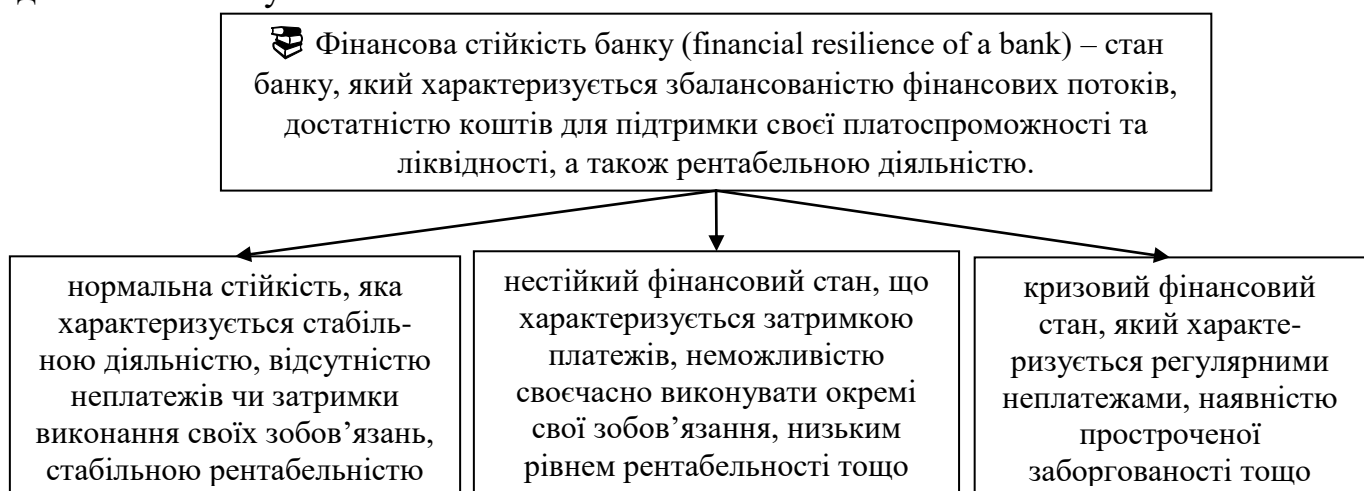 Фінансова стійкість банку (financial resilience of a bank) – стан
банку, який характеризується збалансованістю фінансових потоків,
достатністю коштів для підтримки своєї платоспроможності та
ліквідності, а також рентабельною діяльністю.
нормальна стійкість, яка
характеризується стабіль-
ною діяльністю, відсутністю
неплатежів чи затримки
виконання своїх зобов’язань,
стабільною рентабельністю
нестійкий фінансовий стан, що
характеризується затримкою
платежів, неможливістю
своєчасно виконувати окремі
свої зобов’язання, низьким
рівнем рентабельності тощо
кризовий фінансовий
стан, який характе-
ризується регулярними
неплатежами, наявністю
простроченої
заборгованості тощо